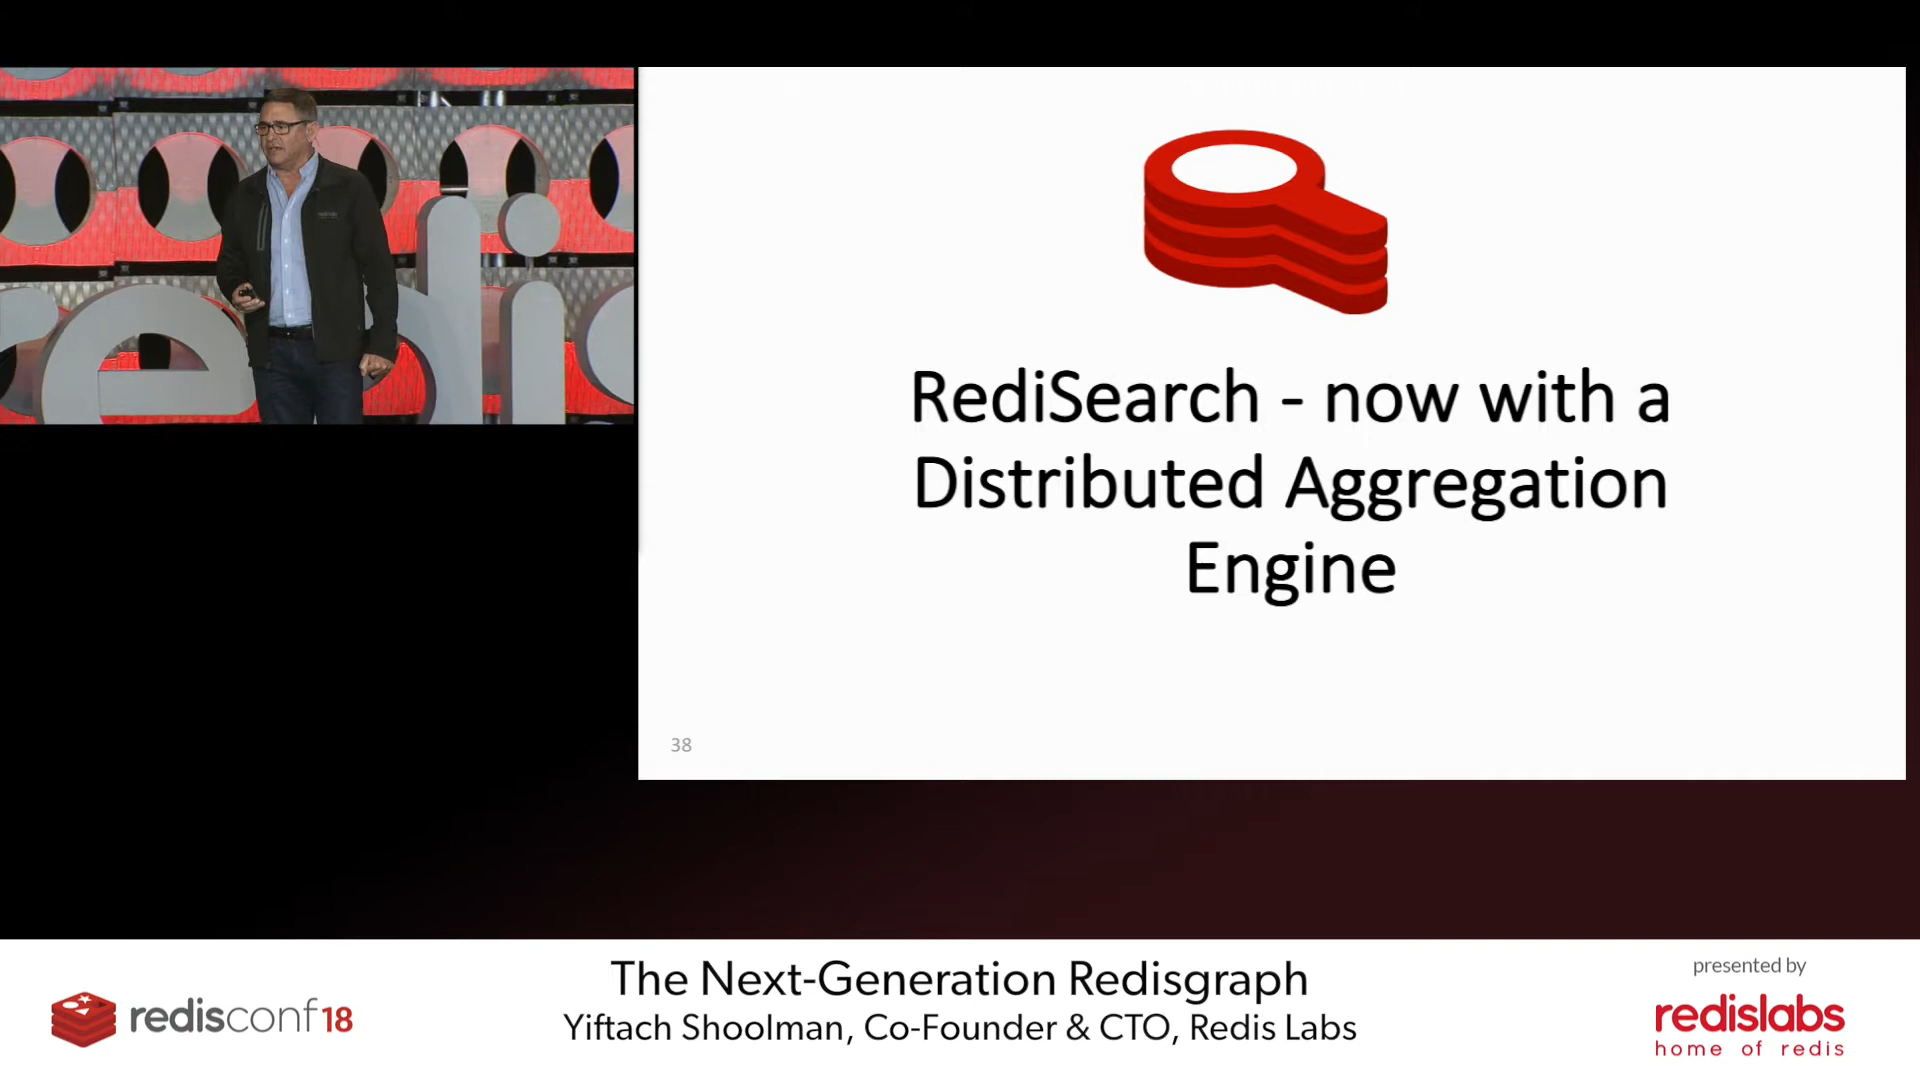 redis
RediSearch - now with a
Distributed Aggregation
Engine
38
redisconf18
The Next-Generation Redisgraph
Yiftach Shoolman, Co-Founder & CTO, Redis Labs
presented by
redislabs
home of redis